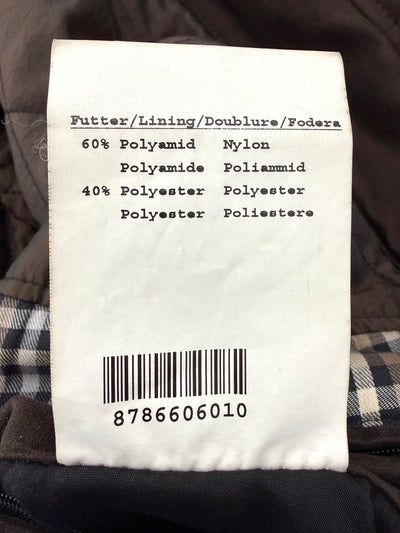 Futter/Lining/Doublure/Fodera
60% Polyamid Nylon
Polyamide Poliammid
40% Polyester Polyester
Polyester Poliestere
8786606010